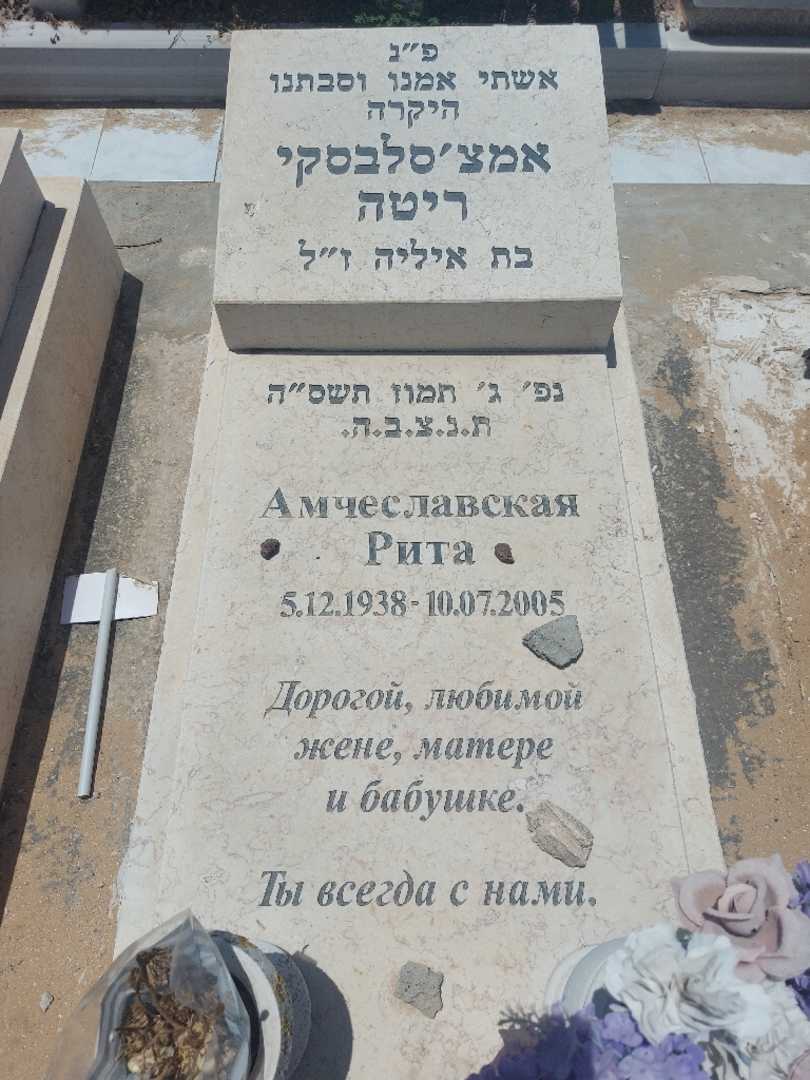 פ״נ
אשתי אמנו וסבתנו
היקרה
אמצ׳סלבסקי
ריטה
בת איליה ז״ל
נפ׳ ג׳ תמוז תשס״ה
ת.נ.צ.ב.ה.
Амчеславская
Рита
5.12.1938-10.07.2005
Дорогой, любимой
жене, матере
и бабушке.
Ты всегда с нами.